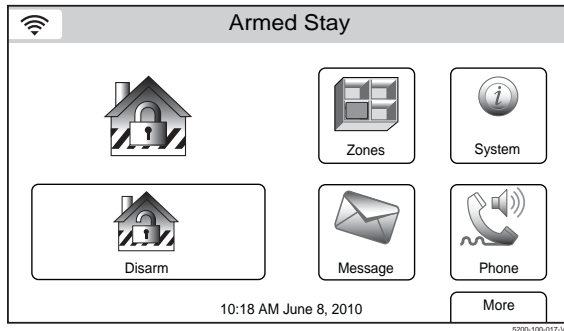 Armed Stay
Zones
System
Disarm
Message
Phone
10:18 AM June 8, 2010
More